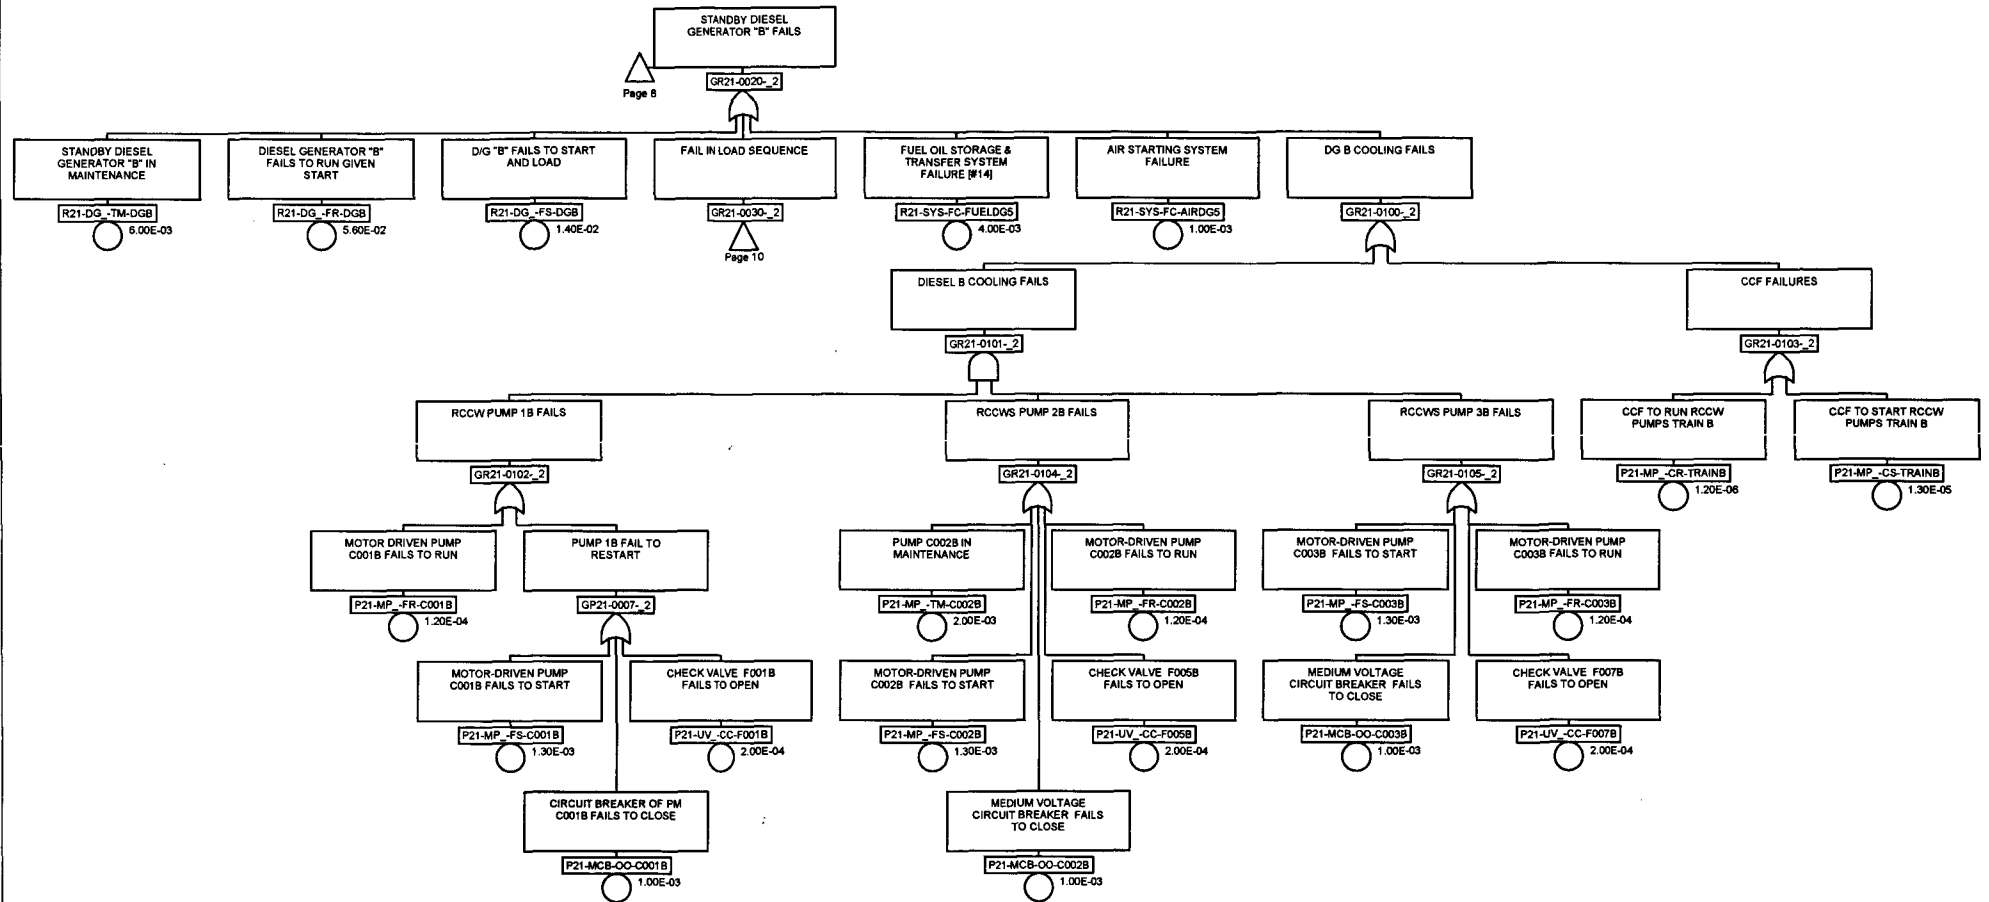 STANDBY DIESEL
GENERATOR "B" FAILS
Page 8
GR21-0020-_2
STANDBY DIESEL
GENERATOR "B" IN
MAINTENANCE
R21-DG_-TM-DGB
6.00E-03
DIESEL GENERATOR "B"
FAILS TO RUN GIVEN
START
R21-DG_-FR-DGB
5.60E-02
D/G "B" FAILS TO START
AND LOAD
R21-DG_-FS-DGB
1.40E-02
FAIL IN LOAD SEQUENCE
GR21-0030-_2
Page 10
FUEL OIL STORAGE &
TRANSFER SYSTEM
FAILURE [#14]
R21-SYS-FC-FUELDG5
4.00E-03
AIR STARTING SYSTEM
FAILURE
R21-SYS-FC-AIRDG5
1.00E-03
DG B COOLING FAILS
GR21-0100-_2
DIESEL B COOLING FAILS
GR21-0101-_2
CCF FAILURES
GR21-0103-_2
RCCW PUMP 1B FAILS
GR21-0102-_2
RCCWS PUMP 2B FAILS
GR21-0104-_2
RCCWS PUMP 3B FAILS
GR21-0105-_2
CCF TO RUN RCCW
PUMPS TRAIN B
P21-MP_-CR-TRAINB
1.20E-06
CCF TO START RCCW
PUMPS TRAIN B
P21-MP_-CS-TRAINB
1.30E-05
MOTOR DRIVEN PUMP
C001B FAILS TO RUN
P21-MP_-FR-C001B
1.20E-04
PUMP 1B FAIL TO
RESTART
GP21-0007-_2
PUMP C002B IN
MAINTENANCE
P21-MP_-TM-C002B
2.00E-03
MOTOR-DRIVEN PUMP
C002B FAILS TO RUN
P21-MP_-FR-C002B
1.20E-04
MOTOR-DRIVEN PUMP
C003B FAILS TO START
P21-MP_-FS-C003B
1.30E-03
MOTOR-DRIVEN PUMP
C003B FAILS TO RUN
P21-MP_-FR-C003B
1.20E-04
MOTOR-DRIVEN PUMP
C001B FAILS TO START
P21-MP_-FS-C001B
1.30E-03
CHECK VALVE F001B
FAILS TO OPEN
P21-UV_-CC-F001B
2.00E-04
MOTOR-DRIVEN PUMP
C002B FAILS TO START
P21-MP_-FS-C002B
1.30E-03
CHECK VALVE F005B
FAILS TO OPEN
P21-UV_-CC-F005B
2.00E-04
MEDIUM VOLTAGE
CIRCUIT BREAKER FAILS
TO CLOSE
P21-MCB-OO-C003B
1.00E-03
CHECK VALVE F007B
FAILS TO OPEN
P21-UV_-CC-F007B
2.00E-04
CIRCUIT BREAKER OF PM
C001B FAILS TO CLOSE
P21-MCB-OO-C001B
1.00E-03
MEDIUM VOLTAGE
CIRCUIT BREAKER FAILS
TO CLOSE
P21-MCB-OO-C002B
1.00E-03